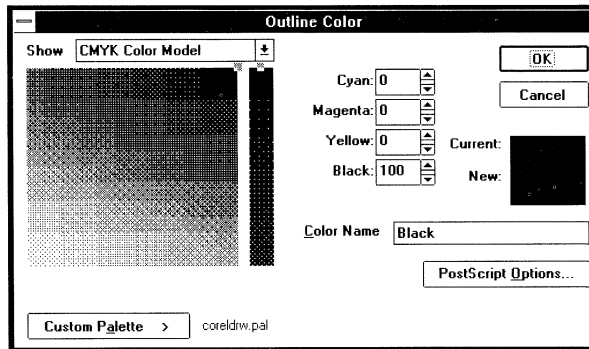 Outline Color
Show CMYK Color Model
OK
Cancel
Cyan: 0
Magenta: 0
Yellow: 0
Black: 100
Current:
New:
Color Name Black
PostScript Options...
Custom Palette > coreldrw.pal